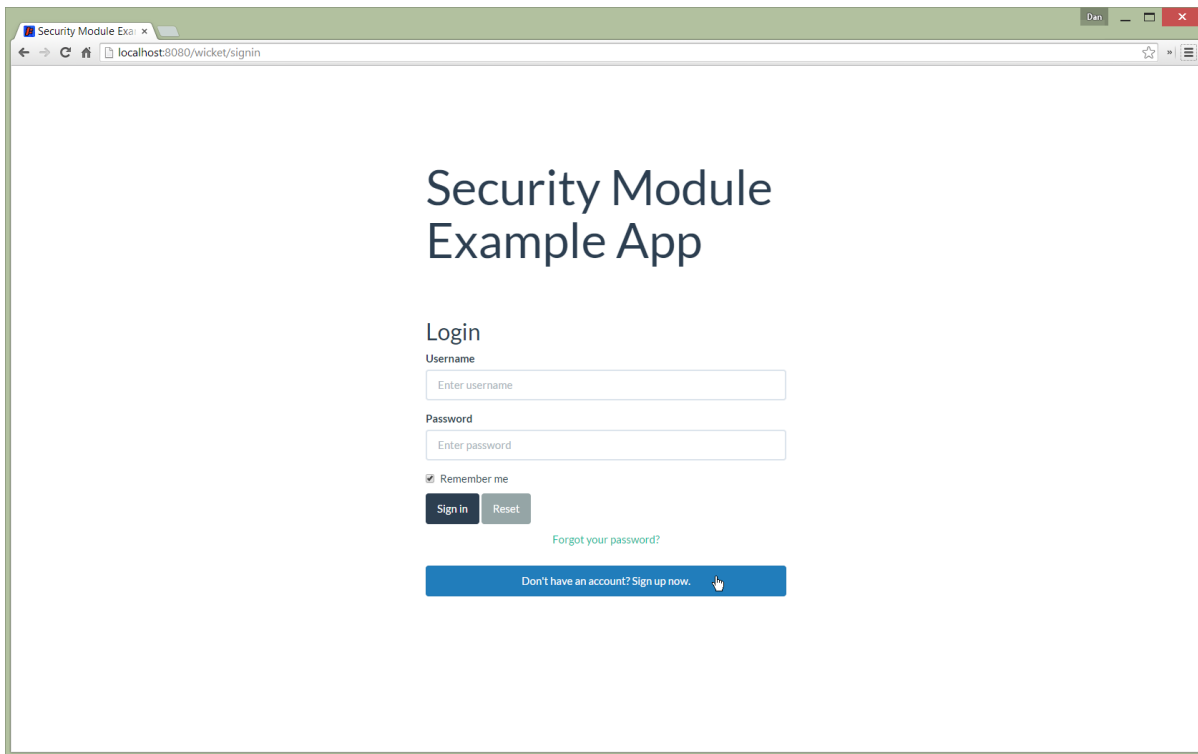 Dan
Security Module Exa
localhost:8080/wicket/signin
Security Module
Example App
Login
Username
Enter username
Password
Enter password
Remember me
Sign in Reset
Forgot your password?
Don't have an account? Sign up now.